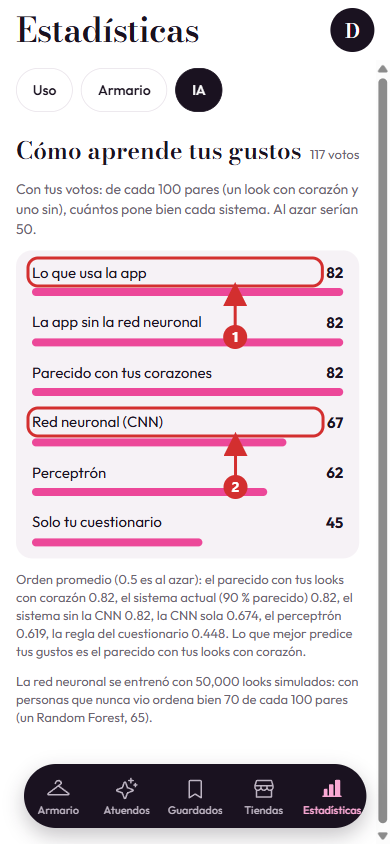 Estadísticas
D
Uso
Armario
IA
Cómo aprende tus gustos 117 votos
Con tus votos: de cada 100 pares (un look con corazón y
uno sin), cuántos pone bien cada sistema. Al azar serían
50.
Lo que usa la app 82
La app sin la red neuronal 82
1
Parecido con tus corazones 82
Red neuronal (CNN) 67
Perceptrón 62
2
Solo tu cuestionario 45
Orden promedio (0.5 es al azar): el parecido con tus looks
con corazón 0.82, el sistema actual (90 % parecido) 0.82, el
sistema sin la CNN 0.82, la CNN sola 0.674, el perceptrón
0.619, la regla del cuestionario 0.448. Lo que mejor predice
tus gustos es el parecido con tus looks con corazón.
La red neuronal se entrenó con 50,000 looks simulados: con
personas que nunca vio ordena bien 70 de cada 100 pares
(un Random Forest, 65).
Armario
Atuendos
Guardados
Tiendas
Estadísticas